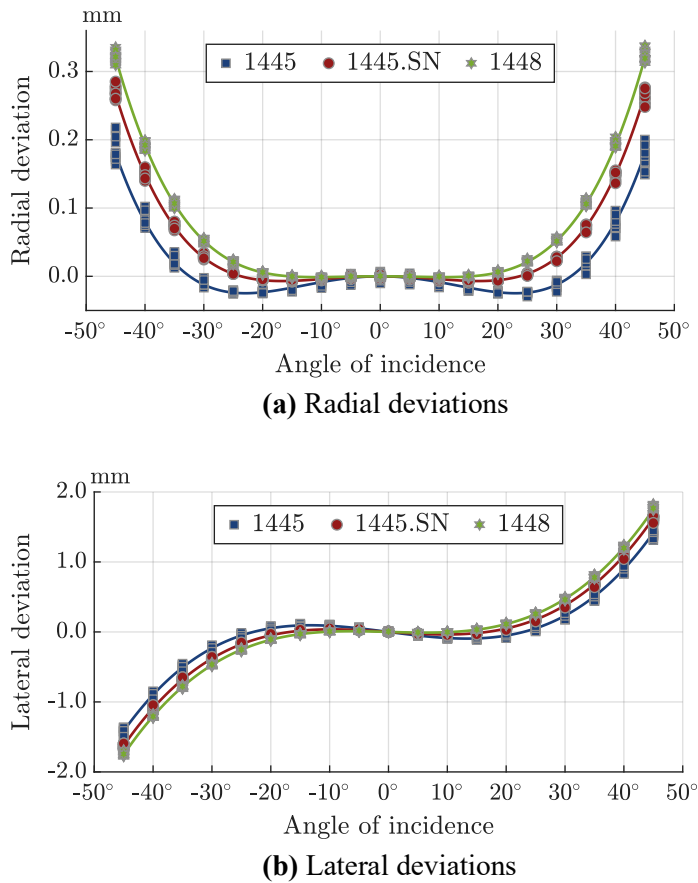 mm
1445 1445.SN 1448
0.3
0.2
0.1
0.0
Radial deviation
-50° -40° -30° -20° -10° 0° 10° 20° 30° 40° 50°
Angle of incidence
(a) Radial deviations
mm
2.0
1445 1445.SN 1448
1.0
0.0
-1.0
-2.0
Lateral deviation
-50° -40° -30° -20° -10° 0° 10° 20° 30° 40° 50°
Angle of incidence
(b) Lateral deviations